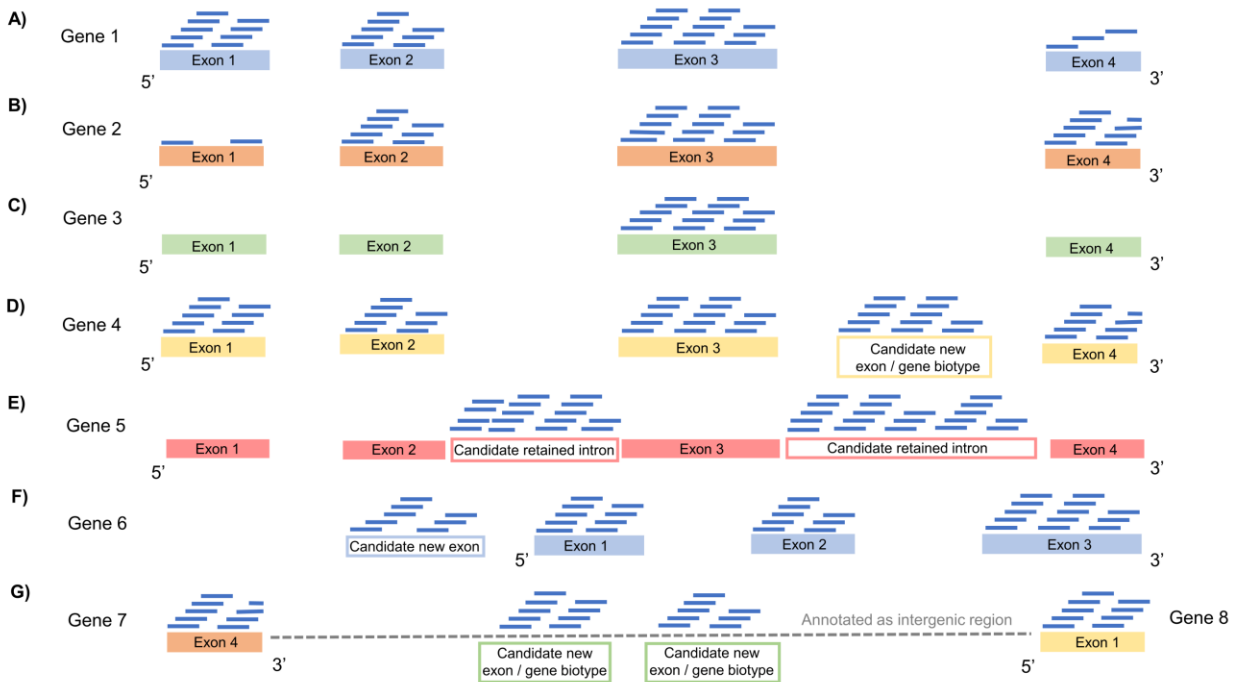 A)
Gene 1
Exon 1
Exon 2
Exon 3
Exon 4
5’
3’
B)
Gene 2
Exon 1
Exon 2
Exon 3
Exon 4
5’
3’
C)
Gene 3
Exon 1
Exon 2
Exon 3
Exon 4
5’
3’
D)
Gene 4
Exon 1
Exon 2
Exon 3
Candidate new
exon / gene biotype
Exon 4
5’
3’
E)
Gene 5
Exon 1
Exon 2
Candidate retained intron
Exon 3
Candidate retained intron
Exon 4
5’
3’
F)
Gene 6
Candidate new exon
5’
Exon 1
Exon 2
Exon 3
3’
G)
Gene 7
Exon 4
3’
Candidate new
exon / gene biotype
Candidate new
exon / gene biotype
Annotated as intergenic region
5’
Exon 1
Gene 8